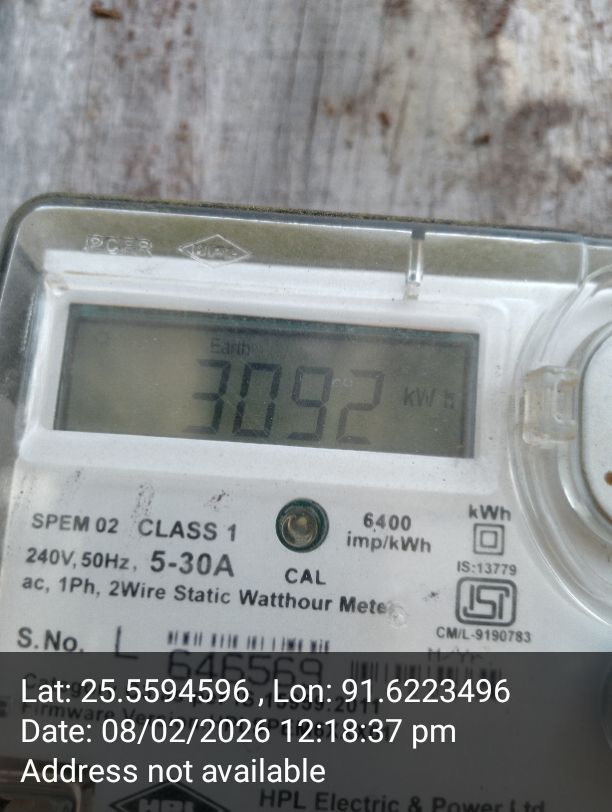 Earth
3092 kW h
SPEM 02 CLASS 1
6400 imp/kWh
kWh
240V, 50Hz, 5-30A
CAL
IS:13779
ac, 1Ph, 2Wire Static Watthour Meter
CM/L-9190783
S.No. L 646569
Lat: 25.5594596 , Lon: 91.6223496
Date: 08/02/2026 12:18:37 pm
Address not available
HPL
HPL Electric & Power Ltd